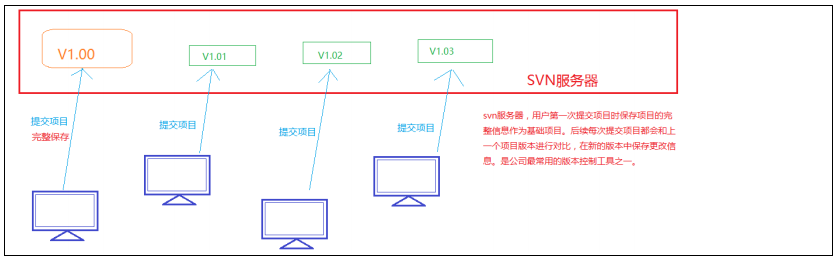 V1.00
V1.01
V1.02
V1.03
SVN服务器
提交项目
完整保存
提交项目
提交项目
提交项目
svn服务器，用户第一次提交项目时保存项目的完
整信息作为基础项目。后续每次提交项目都会和上
一个项目版本进行对比，在新的版本中保存更改信
息。是公司最常用的版本控制工具之一。